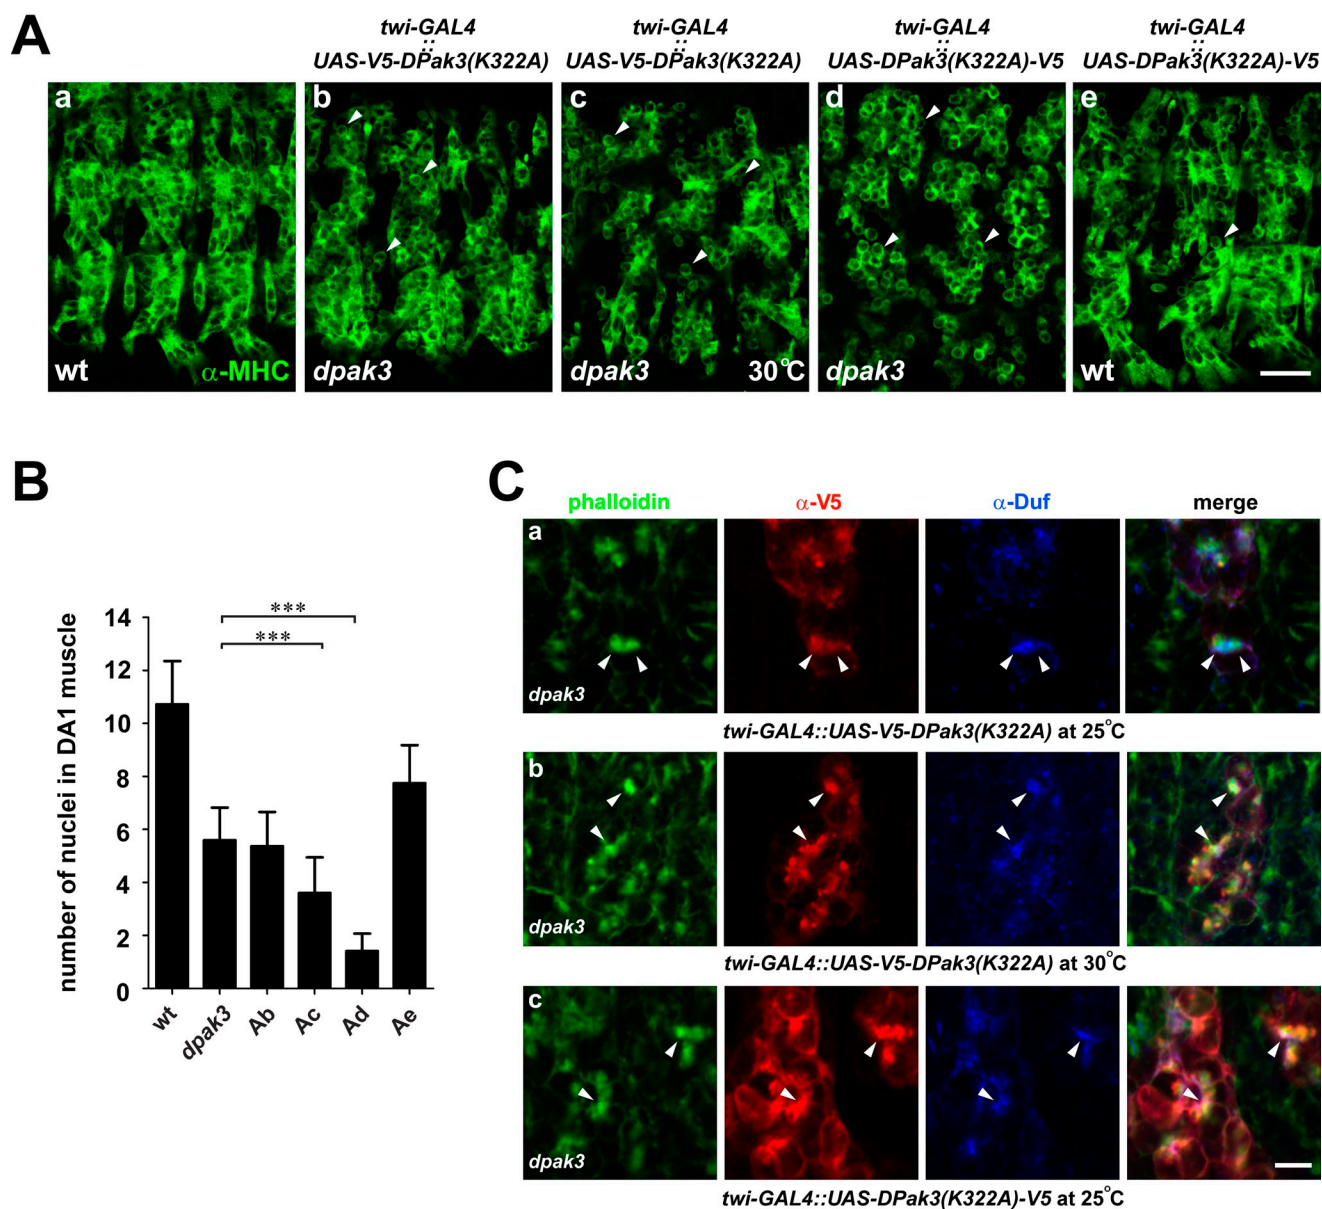 A
twi-GAL4
::
UAS-V5-DPak3(K322A)
twi-GAL4
::
UAS-V5-DPak3(K322A)
twi-GAL4
::
UAS-DPak3(K322A)-V5
twi-GAL4
::
UAS-DPak3(K322A)-V5
a
b
c
d
e
wt
α-MHC
dpak3
dpak3
30°C
dpak3
wt
B
number of nuclei in DA1 muscle
14
12
10
8
6
4
2
0
***
***
wt
dpak3
Ab
Ac
Ad
Ae
C
phalloidin
α-V5
α-Duf
merge
a
dpak3
twi-GAL4::UAS-V5-DPak3(K322A) at 25°C
b
dpak3
twi-GAL4::UAS-V5-DPak3(K322A) at 30°C
c
dpak3
twi-GAL4::UAS-DPak3(K322A)-V5 at 25°C